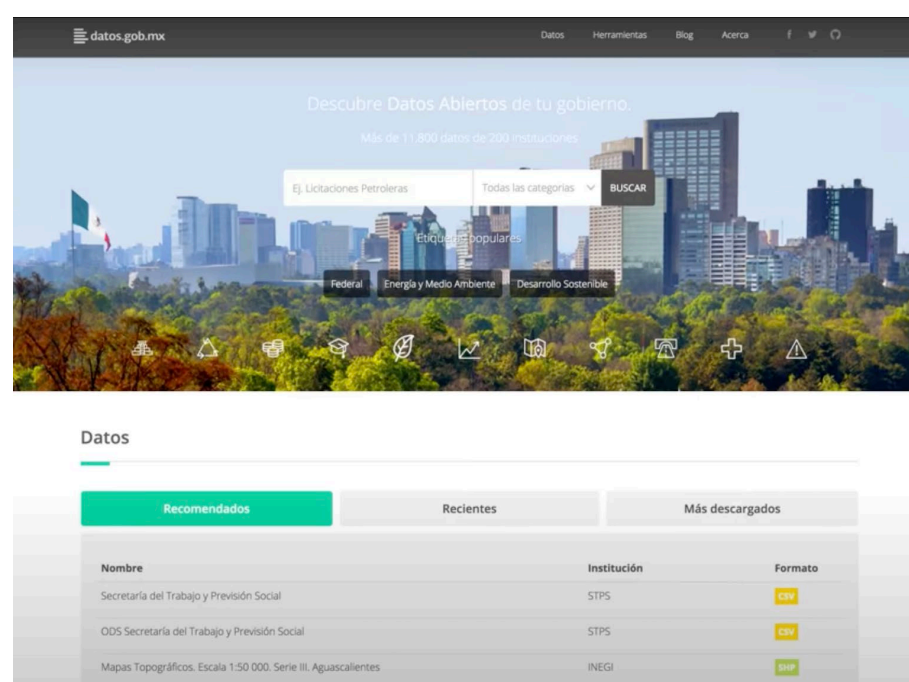 datos.gob.mx
Datos Herramientas Blog Acerca
Descubre Datos Abiertos de tu gobierno.
Más de 11,800 datos de 200 instituciones
Ej. Licitaciones Petroleras Todas las categorías BUSCAR
Etiquetas populares
Federal Energía y Medio Ambiente Desarrollo Sostenible
Datos
Recomendados Recientes Más descargados
Nombre Institución Formato
Secretaría del Trabajo y Previsión Social STPS CSV
ODS Secretaría del Trabajo y Previsión Social STPS CSV
Mapas Topográficos. Escala 1:50 000. Serie III. Aguascalientes INEGI SHP